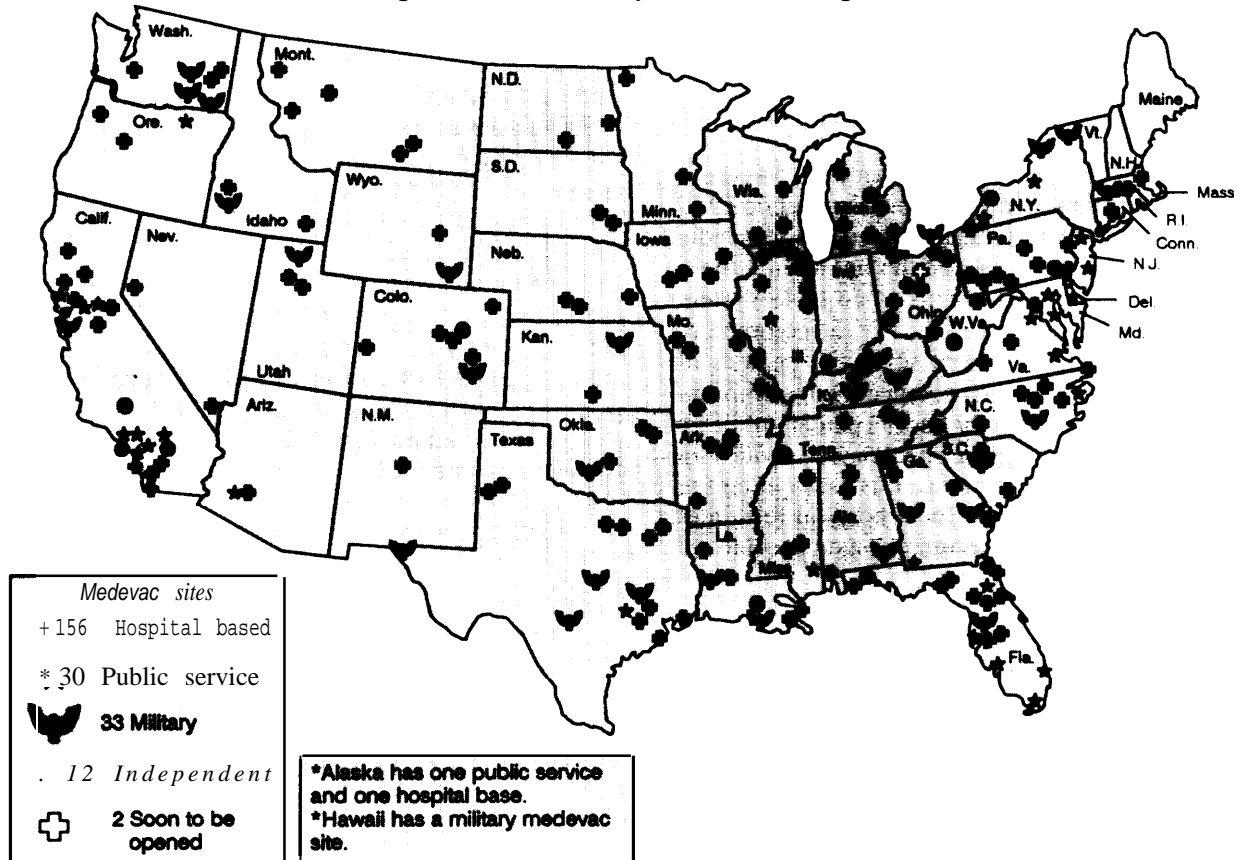 Wash.
Mont.
N.D.
Maine
Ore.
Vt.
N.H.
S.D.
Wyo.
Wis.
Mich.
Mass
N.Y.
Idaho
Minn.
R.I.
Calif.
Nev.
Iowa
Pa.
Conn.
Neb.
Ind.
N.J.
Colo.
Ohio
Del.
Mo.
W.Va.
Kan.
Ill.
Md.
Utah
Va.
Ariz.
N.M.
Ky.
N.C.
Okla.
Texas
Ark.
Tenn.
S.C.
Ga.
La.
Ala.
Miss.
Fla.
Medevac sites
+156 Hospital based
* 30 Public service
33 Military
. 12 Independent
2 Soon to be
opened
*Alaska has one public service
and one hospital base.
*Hawaii has a military medevac
site.